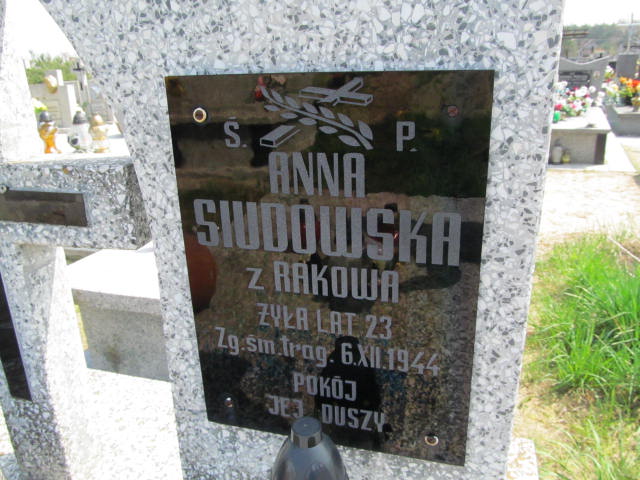 Ś. P.
ANNA
SIUDOWSKA
z RAKOWA
ŻYŁA LAT 23
Zg. śm. trag. 6.XII.1944
POKÓJ
JEJ DUSZY